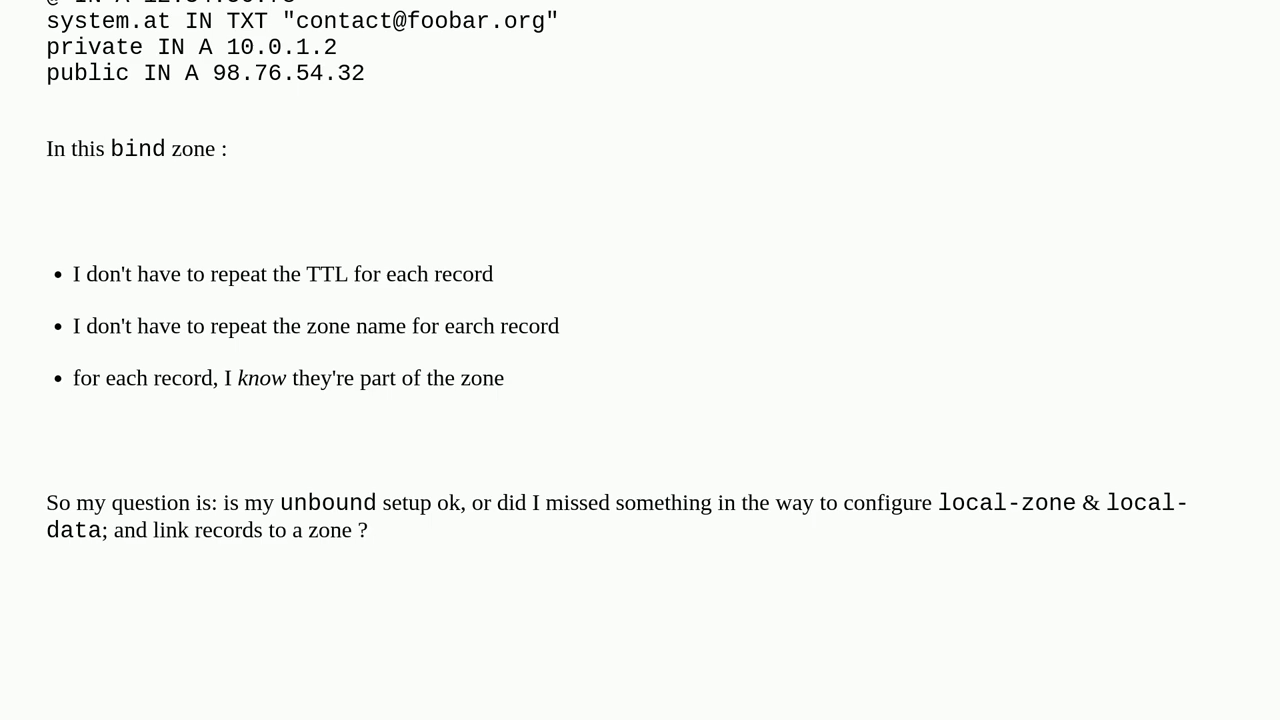 system.at IN TXT "contact@foobar.org"
private IN A 10.0.1.2
public IN A 98.76.54.32
In this bind zone :
• I don't have to repeat the TTL for each record
• I don't have to repeat the zone name for earch record
• for each record, I know they're part of the zone
So my question is: is my unbound setup ok, or did I missed something in the way to configure local-zone & local-
data; and link records to a zone ?